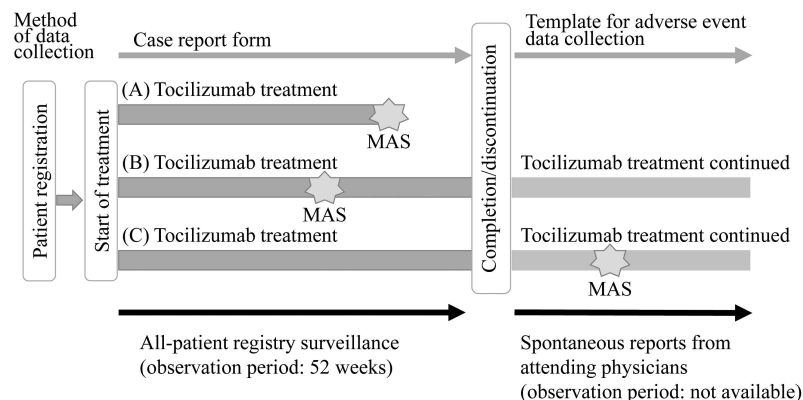 Method
of data
collection
Case report form
Template for adverse event
data collection
Patient registration
Start of treatment
Completion/discontinuation
(A) Tocilizumab treatment
MAS
(B) Tocilizumab treatment
Tocilizumab treatment continued
MAS
(C) Tocilizumab treatment
Tocilizumab treatment continued
MAS
All-patient registry surveillance
(observation period: 52 weeks)
Spontaneous reports from
attending physicians
(observation period: not available)